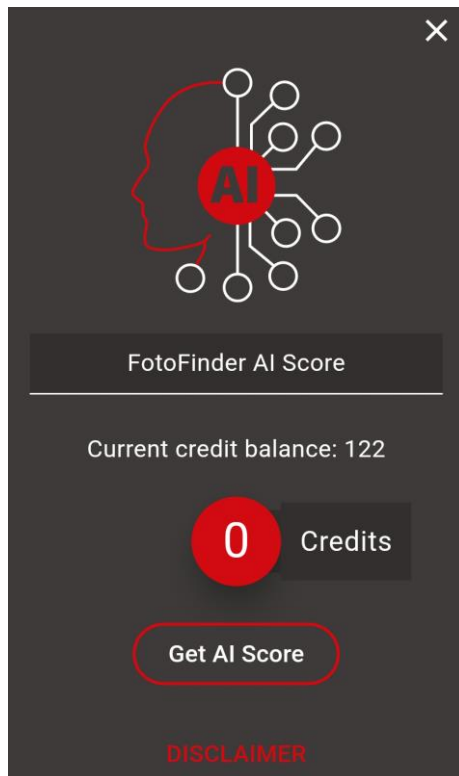 AI
FotoFinder AI Score
Current credit balance: 122
0 Credits
Get AI Score
DISCLAIMER